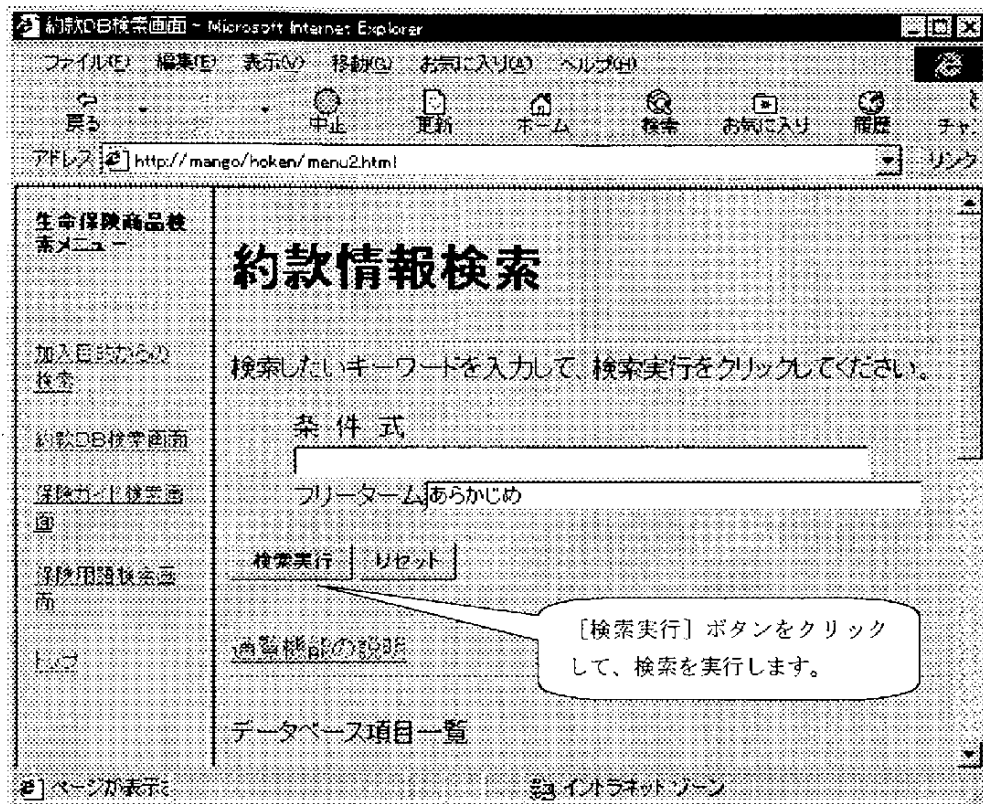 約款DB検索画面 - Microsoft Internet Explorer
ファイル(F) 編集(E) 表示(V) 移動(G) お気に入り(A) ヘルプ(H)
戻る 中止 更新 ホーム 検索 お気に入り 履歴 チャ
アドレス http://mango/hoken/menu2.html リンク
生命保険商品検
索メニュー
約款情報検索
加入目的からの
検索
検索したいキーワードを入力して、検索実行をクリックしてください。
条 件 式
約款DB検索画面
フリーターム あらかじめ
保険ガイド検索画
面
検索実行 リセット
保険用語検索画
面
[検索実行] ボタンをクリック
して、検索を実行します。
通覧機能の説明
トップ
データベース項目一覧
ページが表示さ イントラネット ゾーン